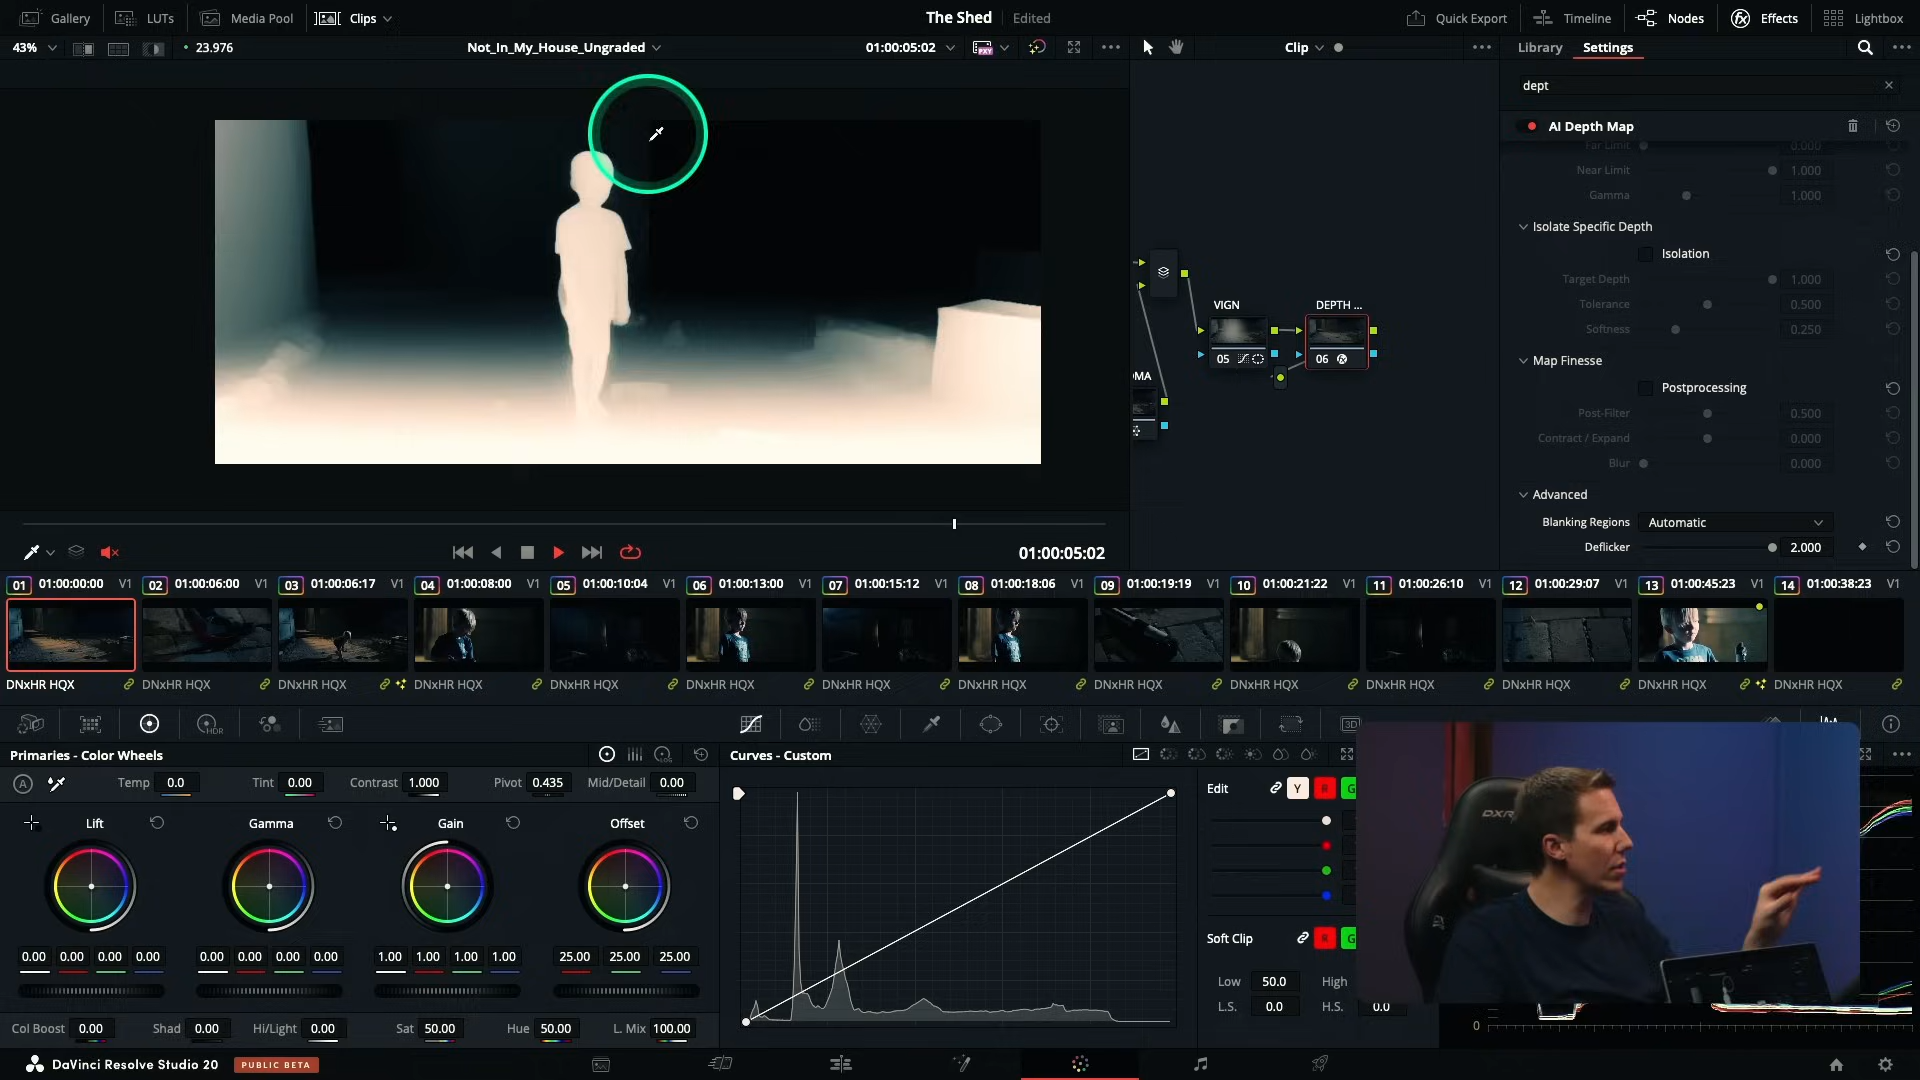 Gallery LUTs Media Pool Clips The Shed Edited Quick Export Timeline Nodes Effects Lightbox
43% 23.976 Not_In_My_House_Ungraded 01:00:05:02 PXY Clip Library Settings
dept
AI Depth Map
Far Limit 0.000
Near Limit 1.000
Gamma 1.000
Isolate Specific Depth
Isolation
Target Depth 1.000
Tolerance 0.500
Softness 0.250
VIGN DEPTH ...
05 06
Map Finesse
Postprocessing
Post-Filter 0.500
Contract / Expand 0.000
Blur 0.000
Advanced
Blanking Regions Automatic
Deflicker 2.000
01:00:05:02
01 01:00:00:00 V1 02 01:00:06:00 V1 03 01:00:06:17 V1 04 01:00:08:00 V1 05 01:00:10:04 V1 06 01:00:13:00 V1 07 01:00:15:12 V1 08 01:00:18:06 V1 09 01:00:19:19 V1 10 01:00:21:22 V1 11 01:00:26:10 V1 12 01:00:29:07 V1 13 01:00:45:23 V1 14 01:00:38:23 V1
DNxHR HQX DNxHR HQX DNxHR HQX DNxHR HQX DNxHR HQX DNxHR HQX DNxHR HQX DNxHR HQX DNxHR HQX DNxHR HQX DNxHR HQX DNxHR HQX DNxHR HQX DNxHR HQX
HDR 3D
Primaries - Color Wheels LOG Curves - Custom
A Temp 0.0 Tint 0.00 Contrast 1.000 Pivot 0.435 Mid/Detail 0.00 Edit Y R G
Lift Gamma Gain Offset
DXR
Soft Clip R G
0.00 0.00 0.00 0.00 0.00 0.00 0.00 0.00 1.00 1.00 1.00 1.00 25.00 25.00 25.00
Low 50.0 High
L.S. 0.0 H.S. 0.0
Col Boost 0.00 Shad 0.00 Hi/Light 0.00 Sat 50.00 Hue 50.00 L. Mix 100.00
0
DaVinci Resolve Studio 20 PUBLIC BETA